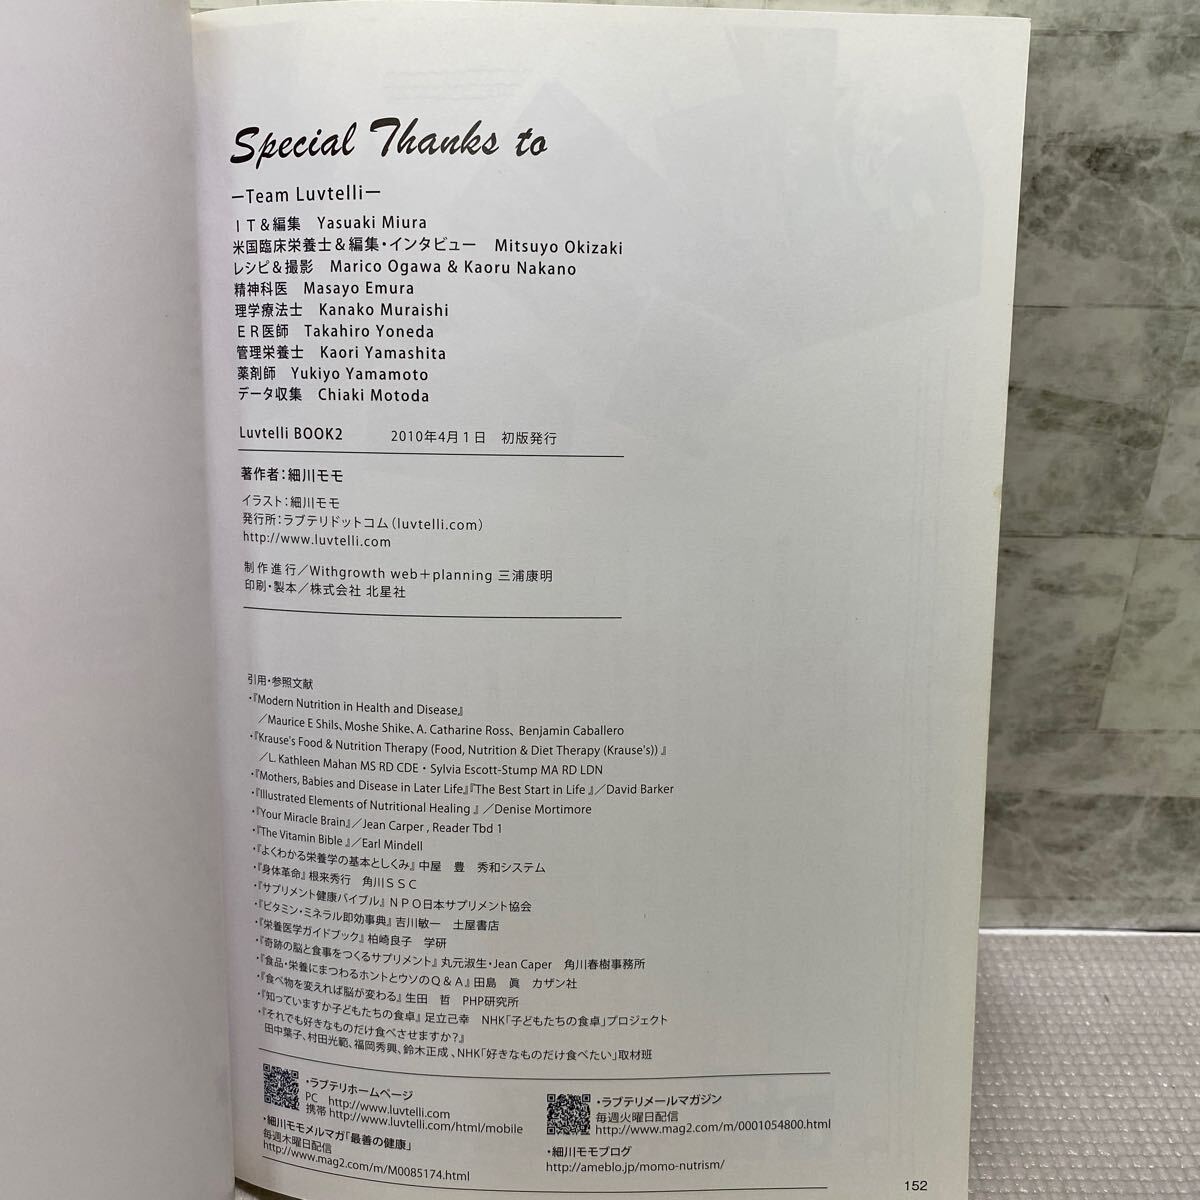 Special Thanks to
ーTeam Luvtelliー
IT&編集　Yasuaki Miura
米国臨床栄養士&編集・インタビュー　Mitsuyo Okizaki
レシピ&撮影　Marico Ogawa & Kaoru Nakano
精神科医　Masayo Emura
理学療法士　Kanako Muraishi
ER医師　Takahiro Yoneda
管理栄養士　Kaori Yamashita
薬剤師　Yukiyo Yamamoto
データ収集　Chiaki Motoda
Luvtelli BOOK2　2010年4月1日　初版発行
著作者：細川モモ
イラスト：細川モモ
発行所：ラブテリドットコム（luvtelli.com）
http://www.luvtelli.com
制作進行／Withgrowth web＋planning 三浦康明
印刷・製本／株式会社 北星社
引用・参照文献
・『Modern Nutrition in Health and Disease』
／Maurice E Shils、Moshe Shike、A. Catharine Ross、Benjamin Caballero
・『Krause's Food & Nutrition Therapy (Food, Nutrition & Diet Therapy (Krause's)) 』
／L. Kathleen Mahan MS RD CDE・Sylvia Escott-Stump MA RD LDN
・『Mothers, Babies and Disease in Later Life』『The Best Start in Life 』／David Barker
・『Illustrated Elements of Nutritional Healing 』／Denise Mortimore
・『Your Miracle Brain』／Jean Carper , Reader Tbd 1
・『The Vitamin Bible 』／Earl Mindell
・『よくわかる栄養学の基本としくみ』中屋　豊　秀和システム
・『身体革命』根来秀行　角川SSC
・『サプリメント健康バイブル』NPO日本サプリメント協会
・『ビタミン・ミネラル即効事典』吉川敏一　土屋書店
・『栄養医学ガイドブック』柏崎良子　学研
・『奇跡の脳と食事をつくるサプリメント』丸元淑生・Jean Caper　角川春樹事務所
・『食品・栄養にまつわるホントとウソのQ&A』田島　眞　カザン社
・『食べ物を変えれば脳が変わる』生田　哲　PHP研究所
・『知っていますか子どもたちの食卓』足立己幸　NHK「子どもたちの食卓」プロジェクト
・『それでも好きなものだけ食べさせますか？』
田中葉子、村田光範、福岡秀興、鈴木正成、NHK「好きなものだけ食べたい」取材班
・ラブテリホームページ
PC　http://www.luvtelli.com
携帯 http://www.luvtelli.com/html/mobile
・細川モモメルマガ「最善の健康」
毎週木曜日配信
http://www.mag2.com/m/M0085174.html
・ラブテリメールマガジン
毎週火曜日配信
http://www.mag2.com/m/0001054800.html
・細川モモブログ
http://ameblo.jp/momo-nutrism/
152